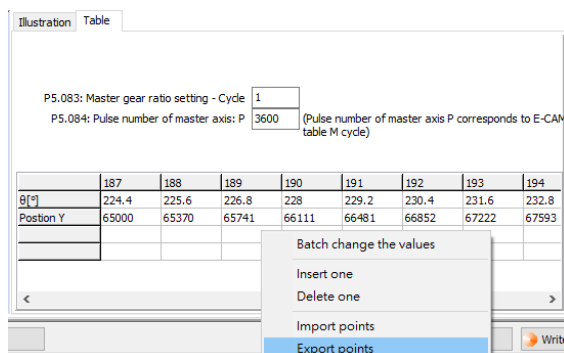 Illustration Table
P5.083: Master gear ratio setting - Cycle 1
P5.084: Pulse number of master axis: P 3600 (Pulse number of master axis P corresponds to E-CAM
table M cycle)
187 188 189 190 191 192 193 194
θ[°] 224.4 225.6 226.8 228 229.2 230.4 231.6 232.8
Postion Y 65000 65370 65741 66111 66481 66852 67222 67593
Batch change the values
Insert one
Delete one
Import points
Export points
Write